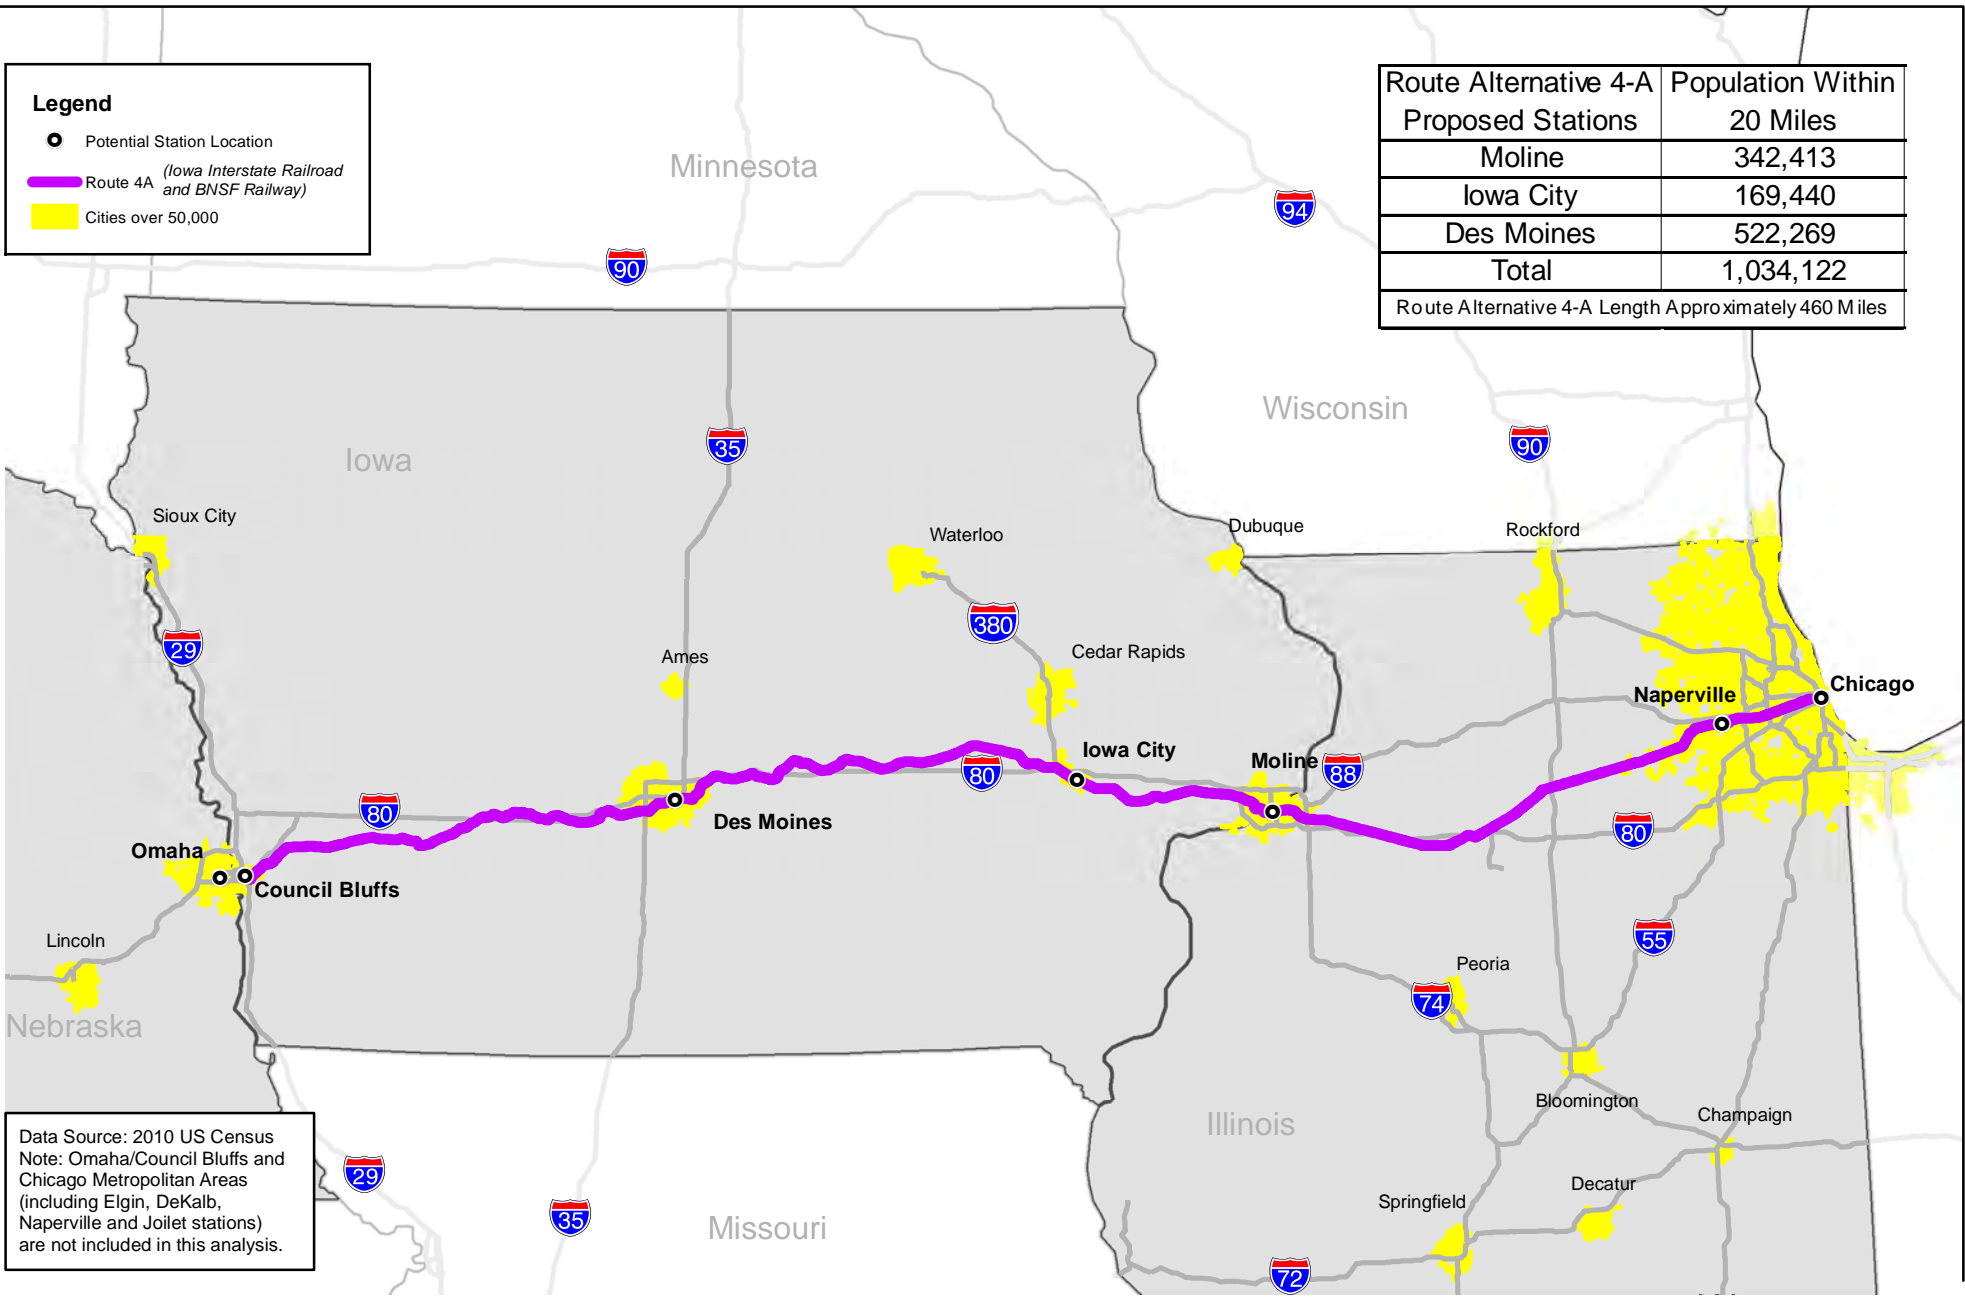 Legend
Potential Station Location
Route 4A (Iowa Interstate Railroad
and BNSF Railway)
Cities over 50,000
Route Alternative 4-A Population Within
Proposed Stations 20 Miles
Moline 342,413
Iowa City 169,440
Des Moines 522,269
Total 1,034,122
Route Alternative 4-A Length Approximately 460 Miles
Minnesota
94
90
Wisconsin
35
90
Iowa
Sioux City
Waterloo
Dubuque
Rockford
380
29
Ames
Cedar Rapids
Naperville
Chicago
Iowa City
Moline
88
80
80
Des Moines
80
Omaha
Council Bluffs
Lincoln
55
Peoria
74
Nebraska
Bloomington
Champaign
Illinois
Data Source: 2010 US Census
Note: Omaha/Council Bluffs and
Chicago Metropolitan Areas
(including Elgin, DeKalb,
Naperville and Joilet stations)
are not included in this analysis.
29
35
Missouri
Decatur
Springfield
72